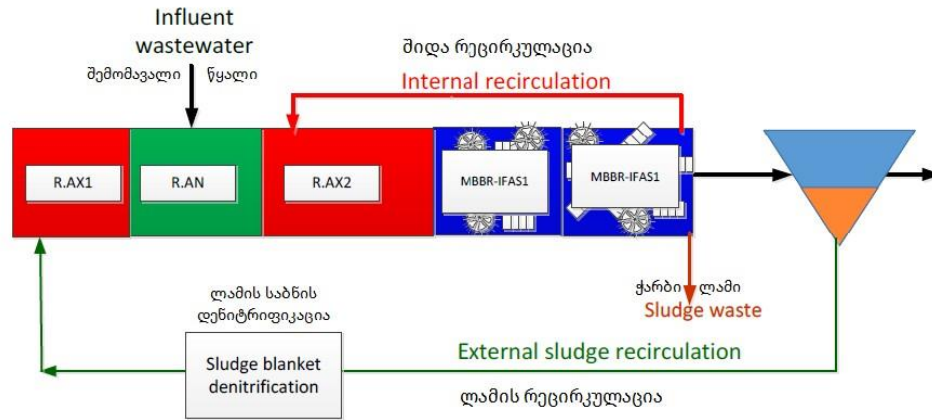 Influent
wastewater
შემომავალი წყალი
შიდა რეცირკულაცია
Internal recirculation
R.AX1
R.AN
R.AX2
MBBR-IFAS1
MBBR-IFAS1
ლამის საბნის
დენიტრიფიკაცია
Sludge blanket
denitrification
ჭარბი ლამი
Sludge waste
External sludge recirculation
ლამის რეცირკულაცია